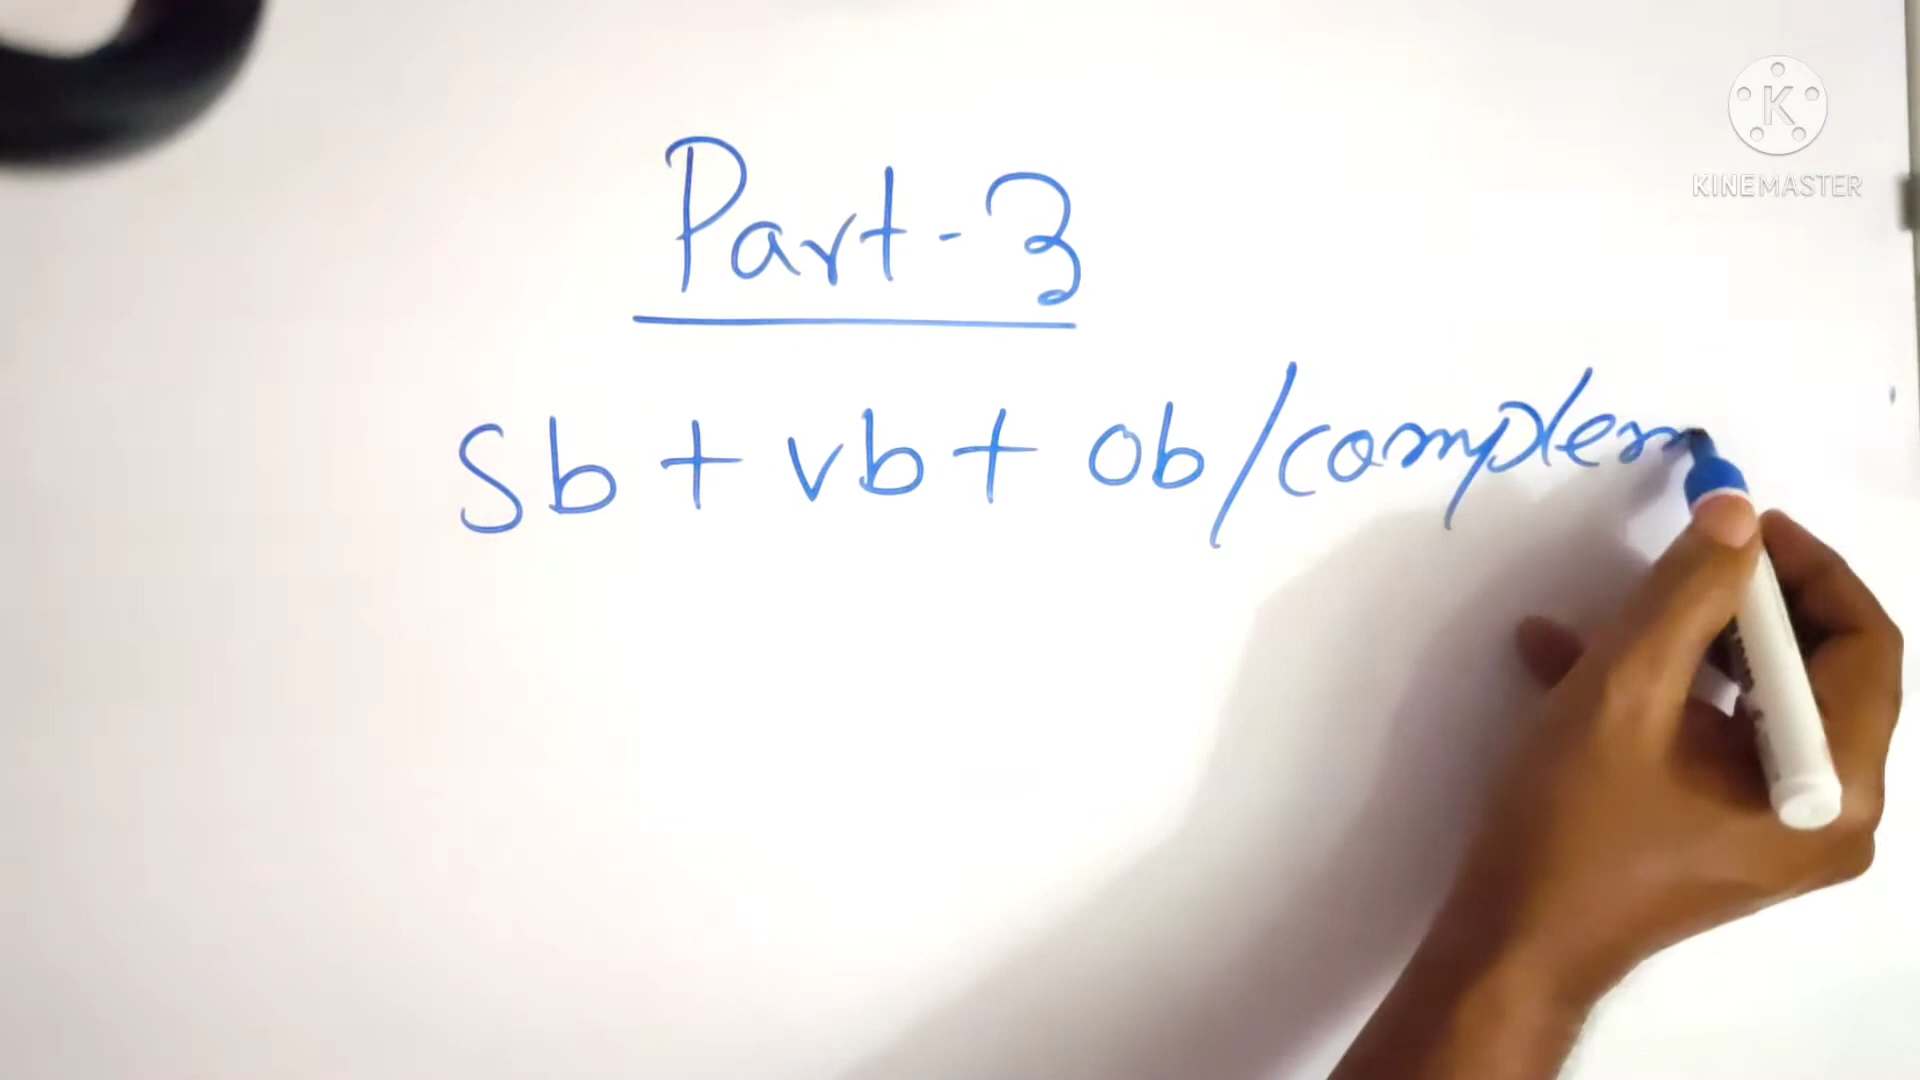 K
KINEMASTER
Part-3
Sb + vb + ob/complem